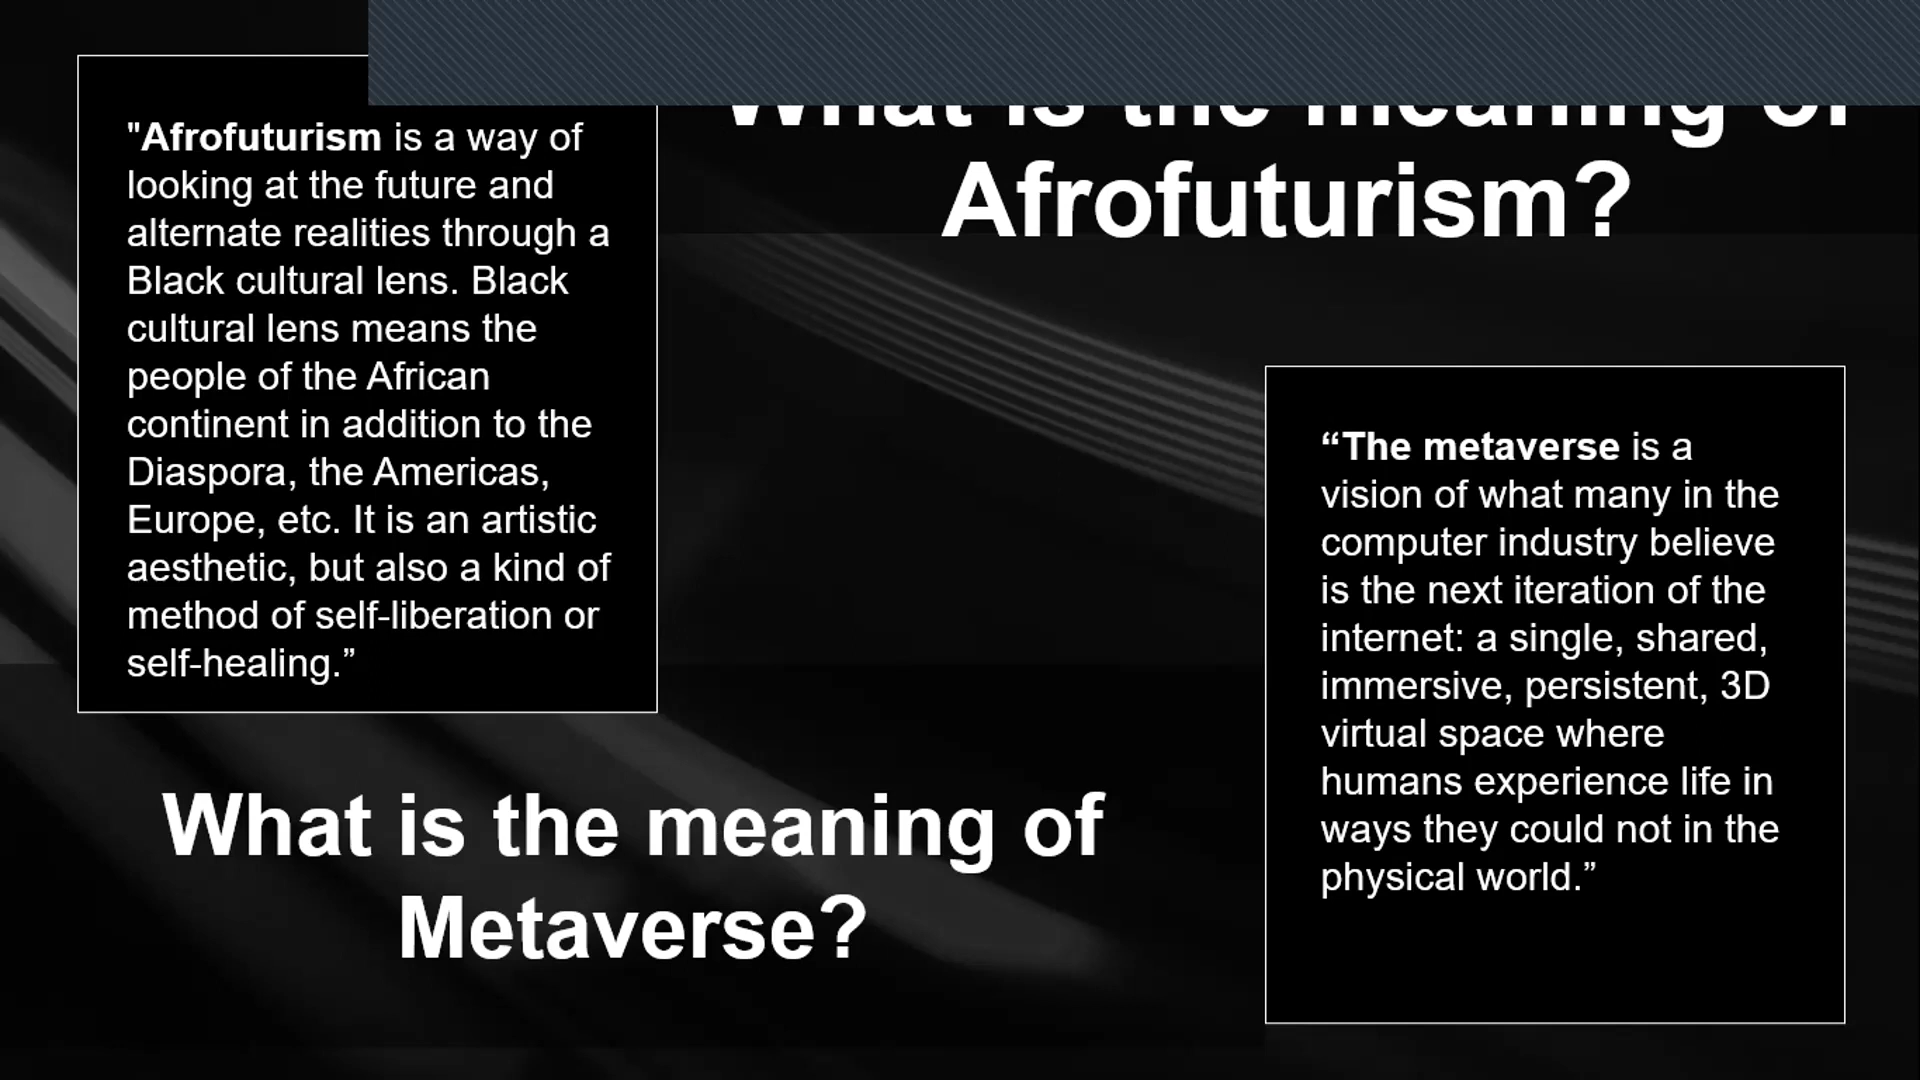 "Afrofuturism is a way of
looking at the future and
alternate realities through a
Black cultural lens. Black
cultural lens means the
people of the African
continent in addition to the
Diaspora, the Americas,
Europe, etc. It is an artistic
aesthetic, but also a kind of
method of self-liberation or
self-healing.”
What is the meaning of
Afrofuturism?
What is the meaning of
Metaverse?
“The metaverse is a
vision of what many in the
computer industry believe
is the next iteration of the
internet: a single, shared,
immersive, persistent, 3D
virtual space where
humans experience life in
ways they could not in the
physical world.”